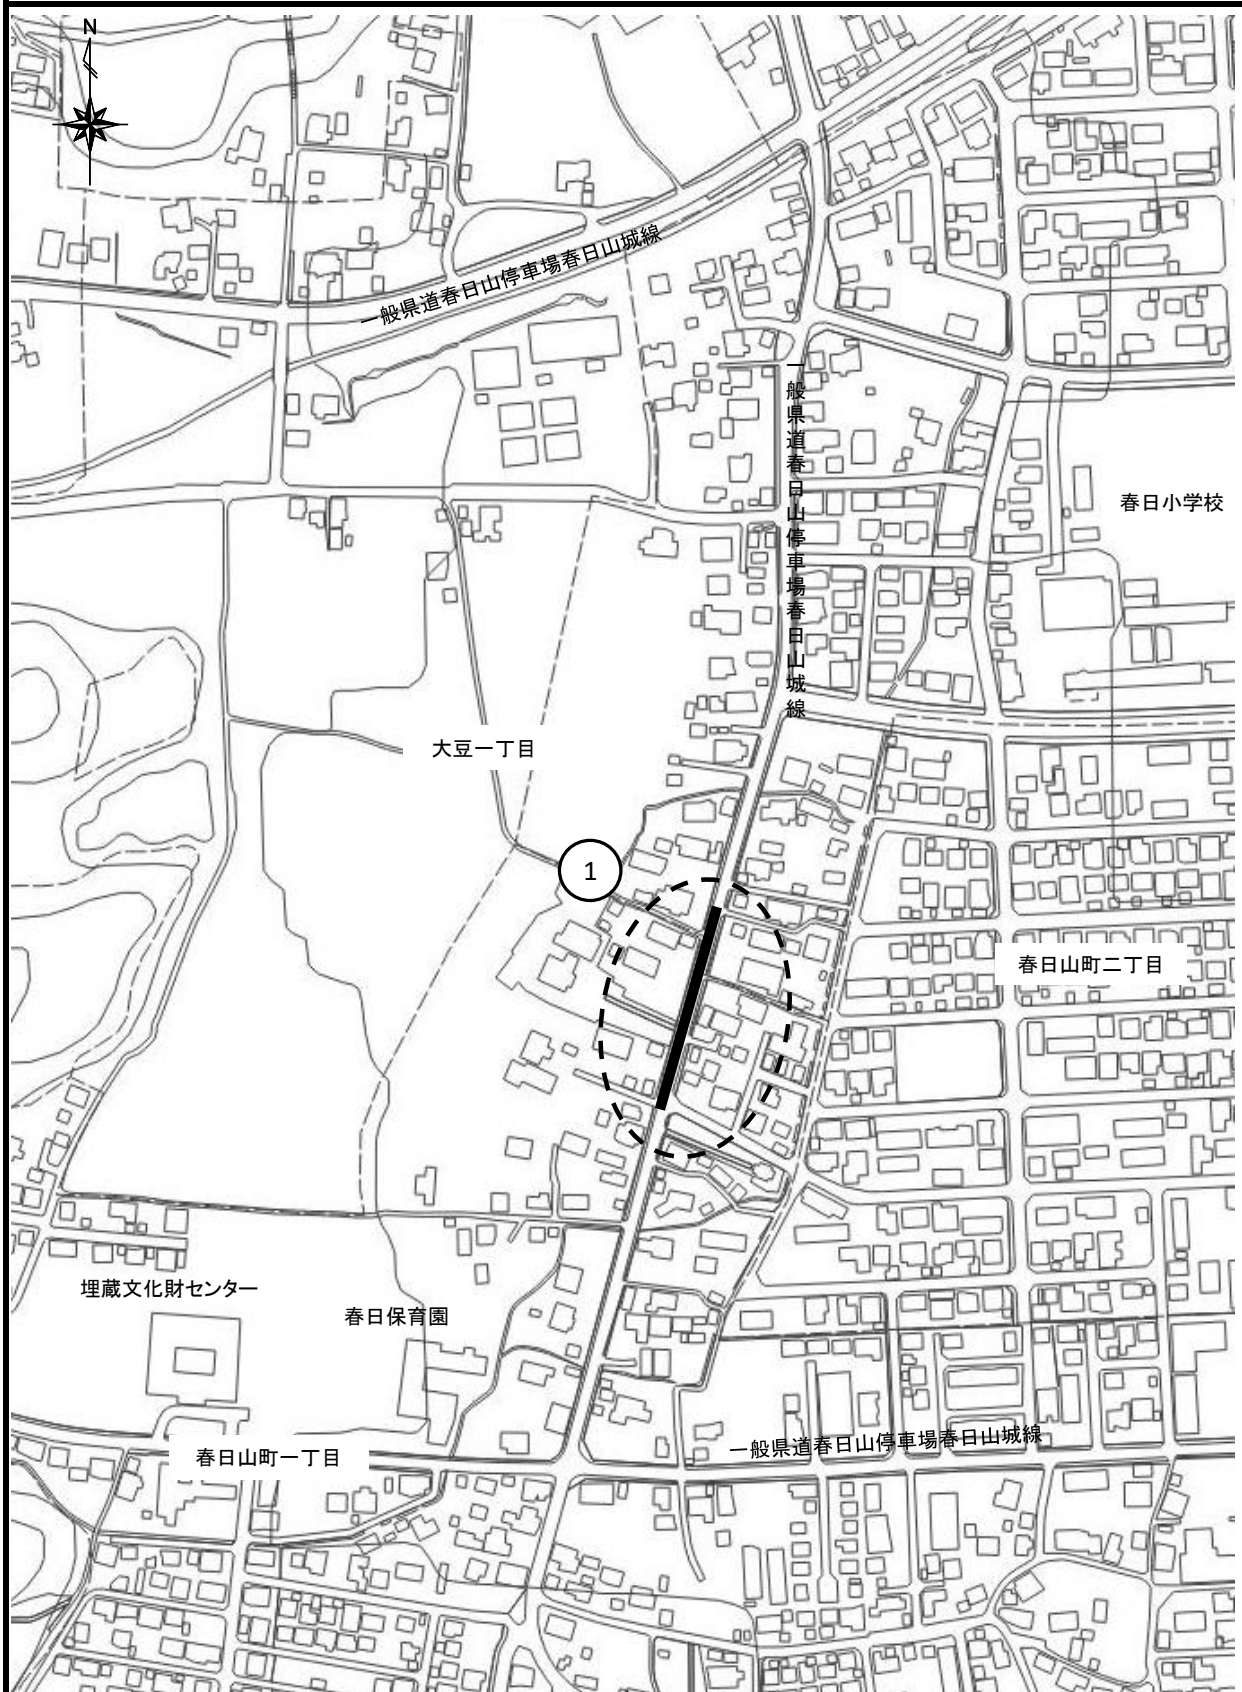 N
一般県道春日山停車場春日山城線
一般県道春日山停車場春日山城線
春日小学校
大豆一丁目
1
春日山町二丁目
埋蔵文化財センター
春日保育園
一般県道春日山停車場春日山城線
春日山町一丁目